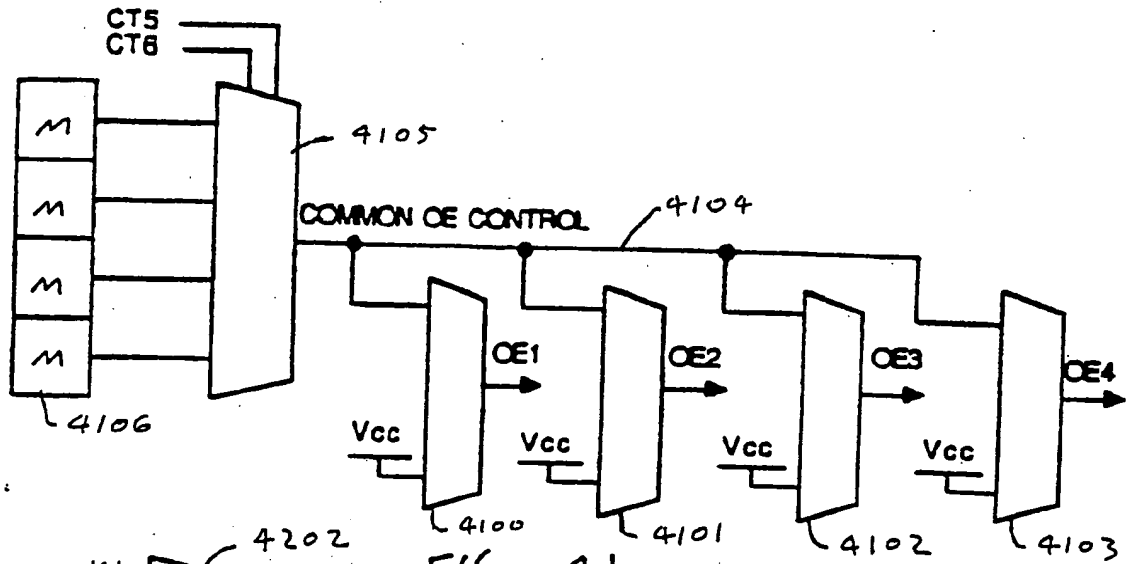 CT5
CT6
M
M
M
M
4105
COMMON OE CONTROL
4104
OE1
OE2
OE3
OE4
4106
Vcc
Vcc
Vcc
Vcc
4100
4101
4102
4103
4202